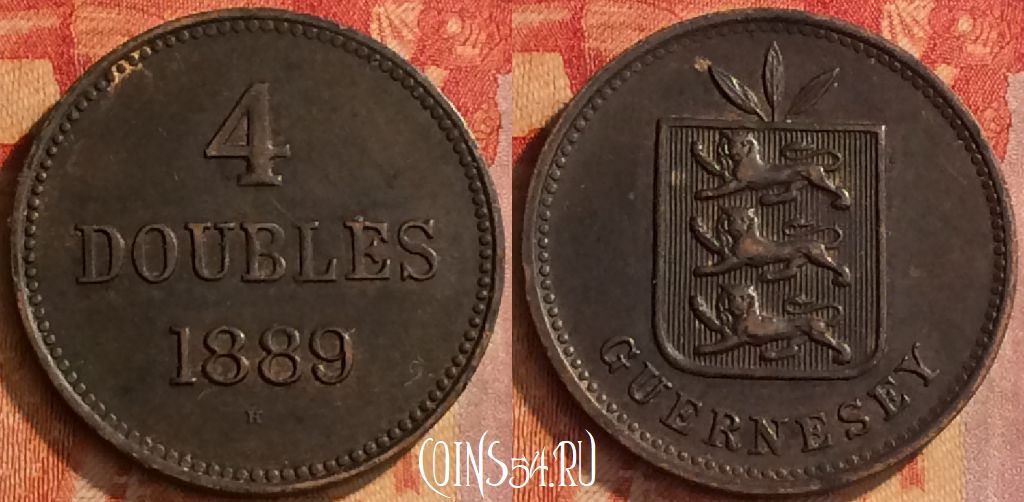 4
DOUBLES
1889
H
GUERNESEY
COINS54.RU